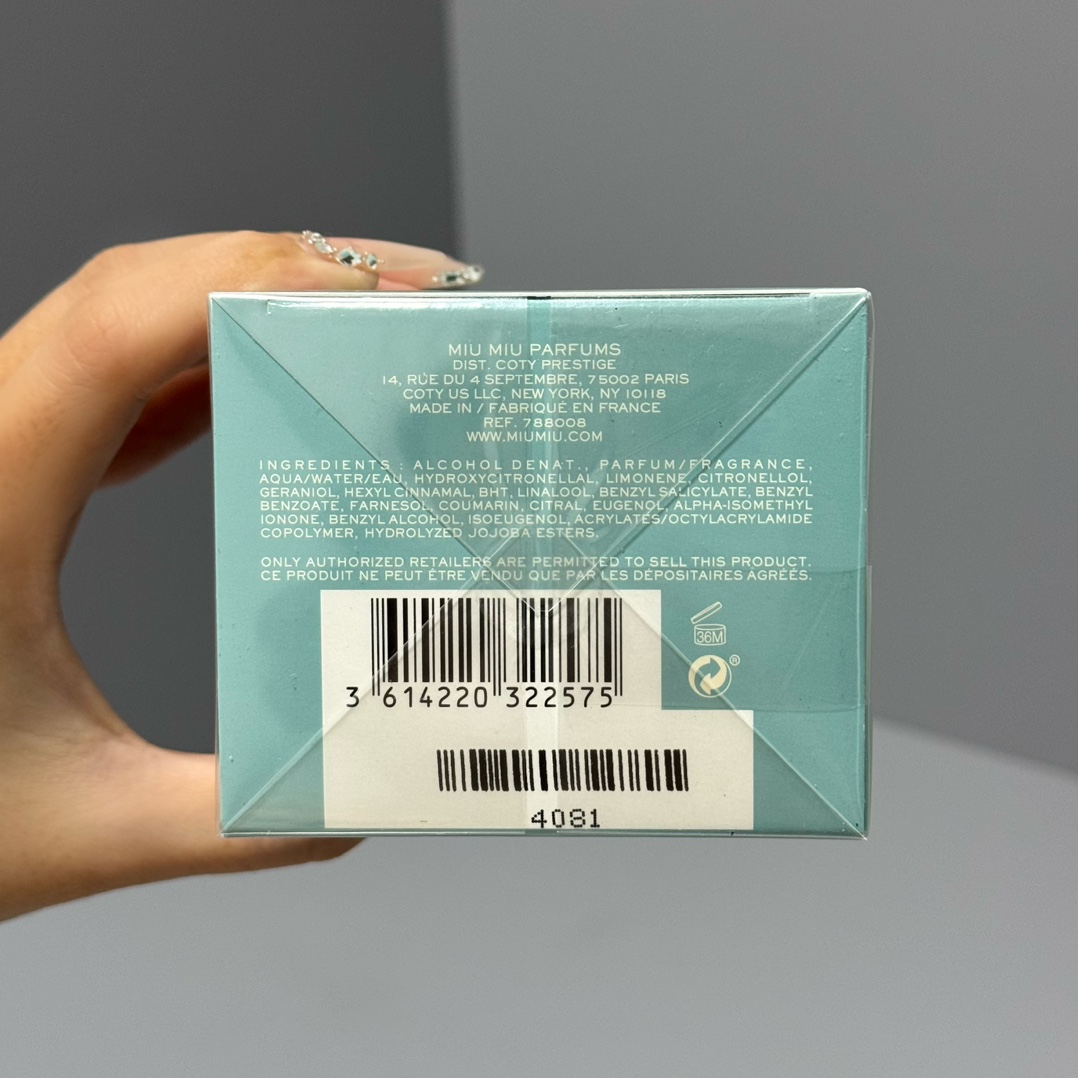 MIU MIU PARFUMS
DIST. COTY PRESTIGE
14, RUE DU 4 SEPTEMBRE, 75002 PARIS
COTY US LLC, NEW YORK, NY 10118
MADE IN / FABRIQUÉ EN FRANCE
REF. 788008
WWW.MIUMIU.COM
INGREDIENTS : ALCOHOL DENAT., PARFUM/FRAGRANCE,
AQUA/WATER/EAU, HYDROXYCITRONELLAL, LIMONENE, CITRONELLOL,
GERANIOL, HEXYL CINNAMAL, BHT, LINALOOL, BENZYL SALICYLATE, BENZYL
BENZOATE, FARNESOL, COUMARIN, CITRAL, EUGENOL, ALPHA-ISOMETHYL
IONONE, BENZYL ALCOHOL, ISOEUGENOL, ACRYLATES/OCTYLACRYLAMIDE
COPOLYMER, HYDROLYZED JOJOBA ESTERS.
ONLY AUTHORIZED RETAILERS ARE PERMITTED TO SELL THIS PRODUCT.
CE PRODUIT NE PEUT ÊTRE VENDU QUE PAR LES DÉPOSITAIRES AGRÉÉS.
36M
®
3 614220 322575
4081